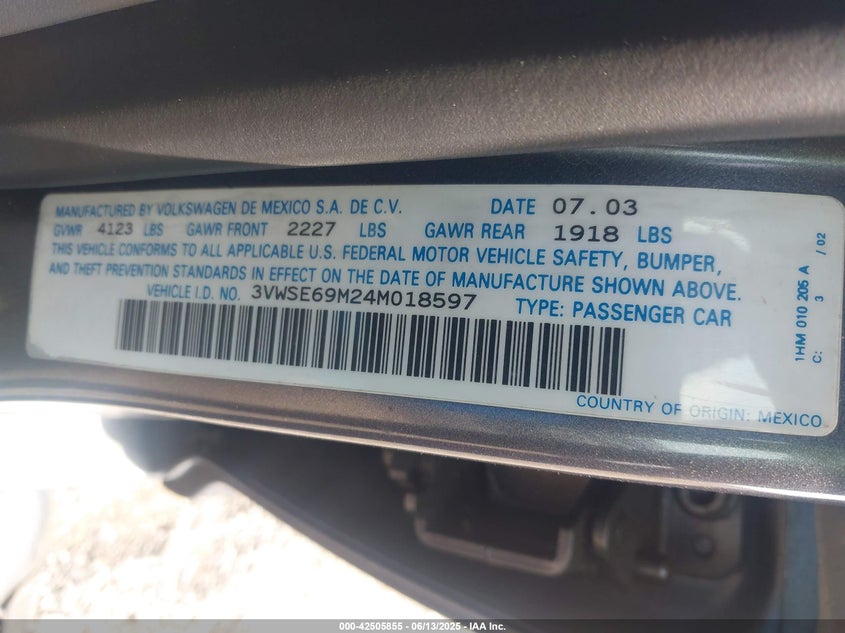 MANUFACTURED BY VOLKSWAGEN DE MEXICO S.A. DE C.V. DATE 07.03
GVWR 4123 LBS GAWR FRONT 2227 LBS GAWR REAR 1918 LBS
THIS VEHICLE CONFORMS TO ALL APPLICABLE U.S. FEDERAL MOTOR VEHICLE SAFETY, BUMPER,
AND THEFT PREVENTION STANDARDS IN EFFECT ON THE DATE OF MANUFACTURE SHOWN ABOVE.
VEHICLE I.D. NO. 3VWSE69M24M018597 TYPE: PASSENGER CAR
COUNTRY OF ORIGIN: MEXICO
1HM 010 205 A
C: 3 / 02
000-42505855 - 06/13/2025 - IAA Inc.